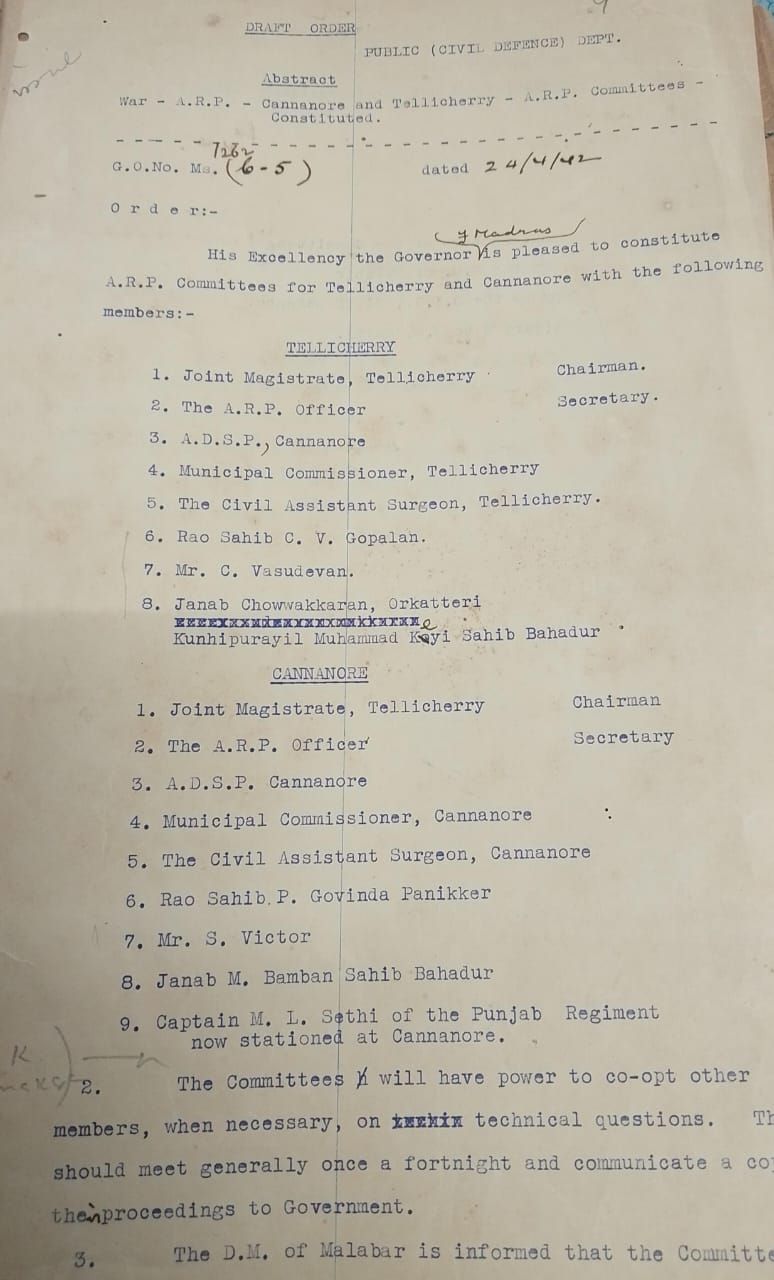 DRAFT ORDER
PUBLIC (CIVIL DEFENCE) DEPT.
issue
Abstract
War - A.R.P. - Cannanore and Tellicherry - A.R.P. Committees -
Constituted.
7262
G.O.No. Ms. (6-5) dated 24/4/42
O r d e r:-
of Madras
His Excellency the Governor is pleased to constitute
A.R.P. Committees for Tellicherry and Cannanore with the following
members:-
TELLICHERRY
1. Joint Magistrate, Tellicherry Chairman.
2. The A.R.P. Officer Secretary.
3. A.D.S.P., Cannanore
4. Municipal Commissioner, Tellicherry
5. The Civil Assistant Surgeon, Tellicherry.
6. Rao Sahib C. V. Gopalan.
7. Mr. C. Vasudevan.
8. Janab Chowwakkaran, Orkatteri
Kunhipurayil Muhammad Keyi Sahib Bahadur
CANNANORE
1. Joint Magistrate, Tellicherry Chairman
2. The A.R.P. Officer Secretary
3. A.D.S.P. Cannanore
4. Municipal Commissioner, Cannanore
5. The Civil Assistant Surgeon, Cannanore
6. Rao Sahib P. Govinda Panikker
7. Mr. S. Victor
8. Janab M. Bamban Sahib Bahadur
9. Captain M. L. Sethi of the Punjab Regiment
now stationed at Cannanore.
2. The Committees will have power to co-opt other
members, when necessary, on technical questions. Th
should meet generally once a fortnight and communicate a co
their proceedings to Government.
3. The D.M. of Malabar is informed that the Committe